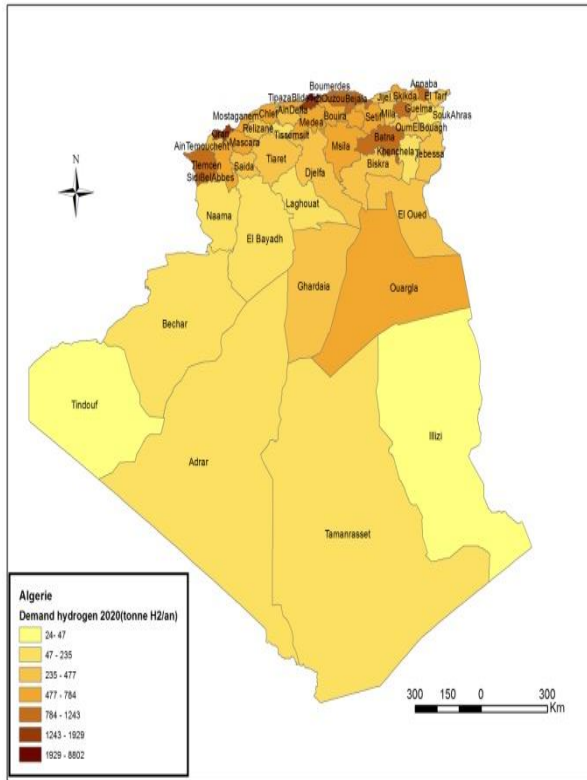 Boumerdes
Annaba
Jijel Skikda
El Tarf
Mila
Guelma
SoukAhras
Setif
OumElBouagh
Mostaganem
Chlef
AinDefla
Medea
Bouira
Relizane
Tissemsilt
AinTemouchent
Mascara
Msila
Batna
Khenchela
Tebessa
Tlemcen
Saida
Tiaret
Djelfa
Biskra
SidiBelAbbes
N
Laghouat
Naama
El Oued
El Bayadh
Ghardaia
Ouargla
Bechar
Tindouf
Illizi
Adrar
Tamanrasset
Algerie
Demand hydrogen 2020(tonne H2/an)
24- 47
47 - 235
235 - 477
477 - 784
784 - 1243
1243 - 1929
1929 - 8802
300 150 0 300
Km